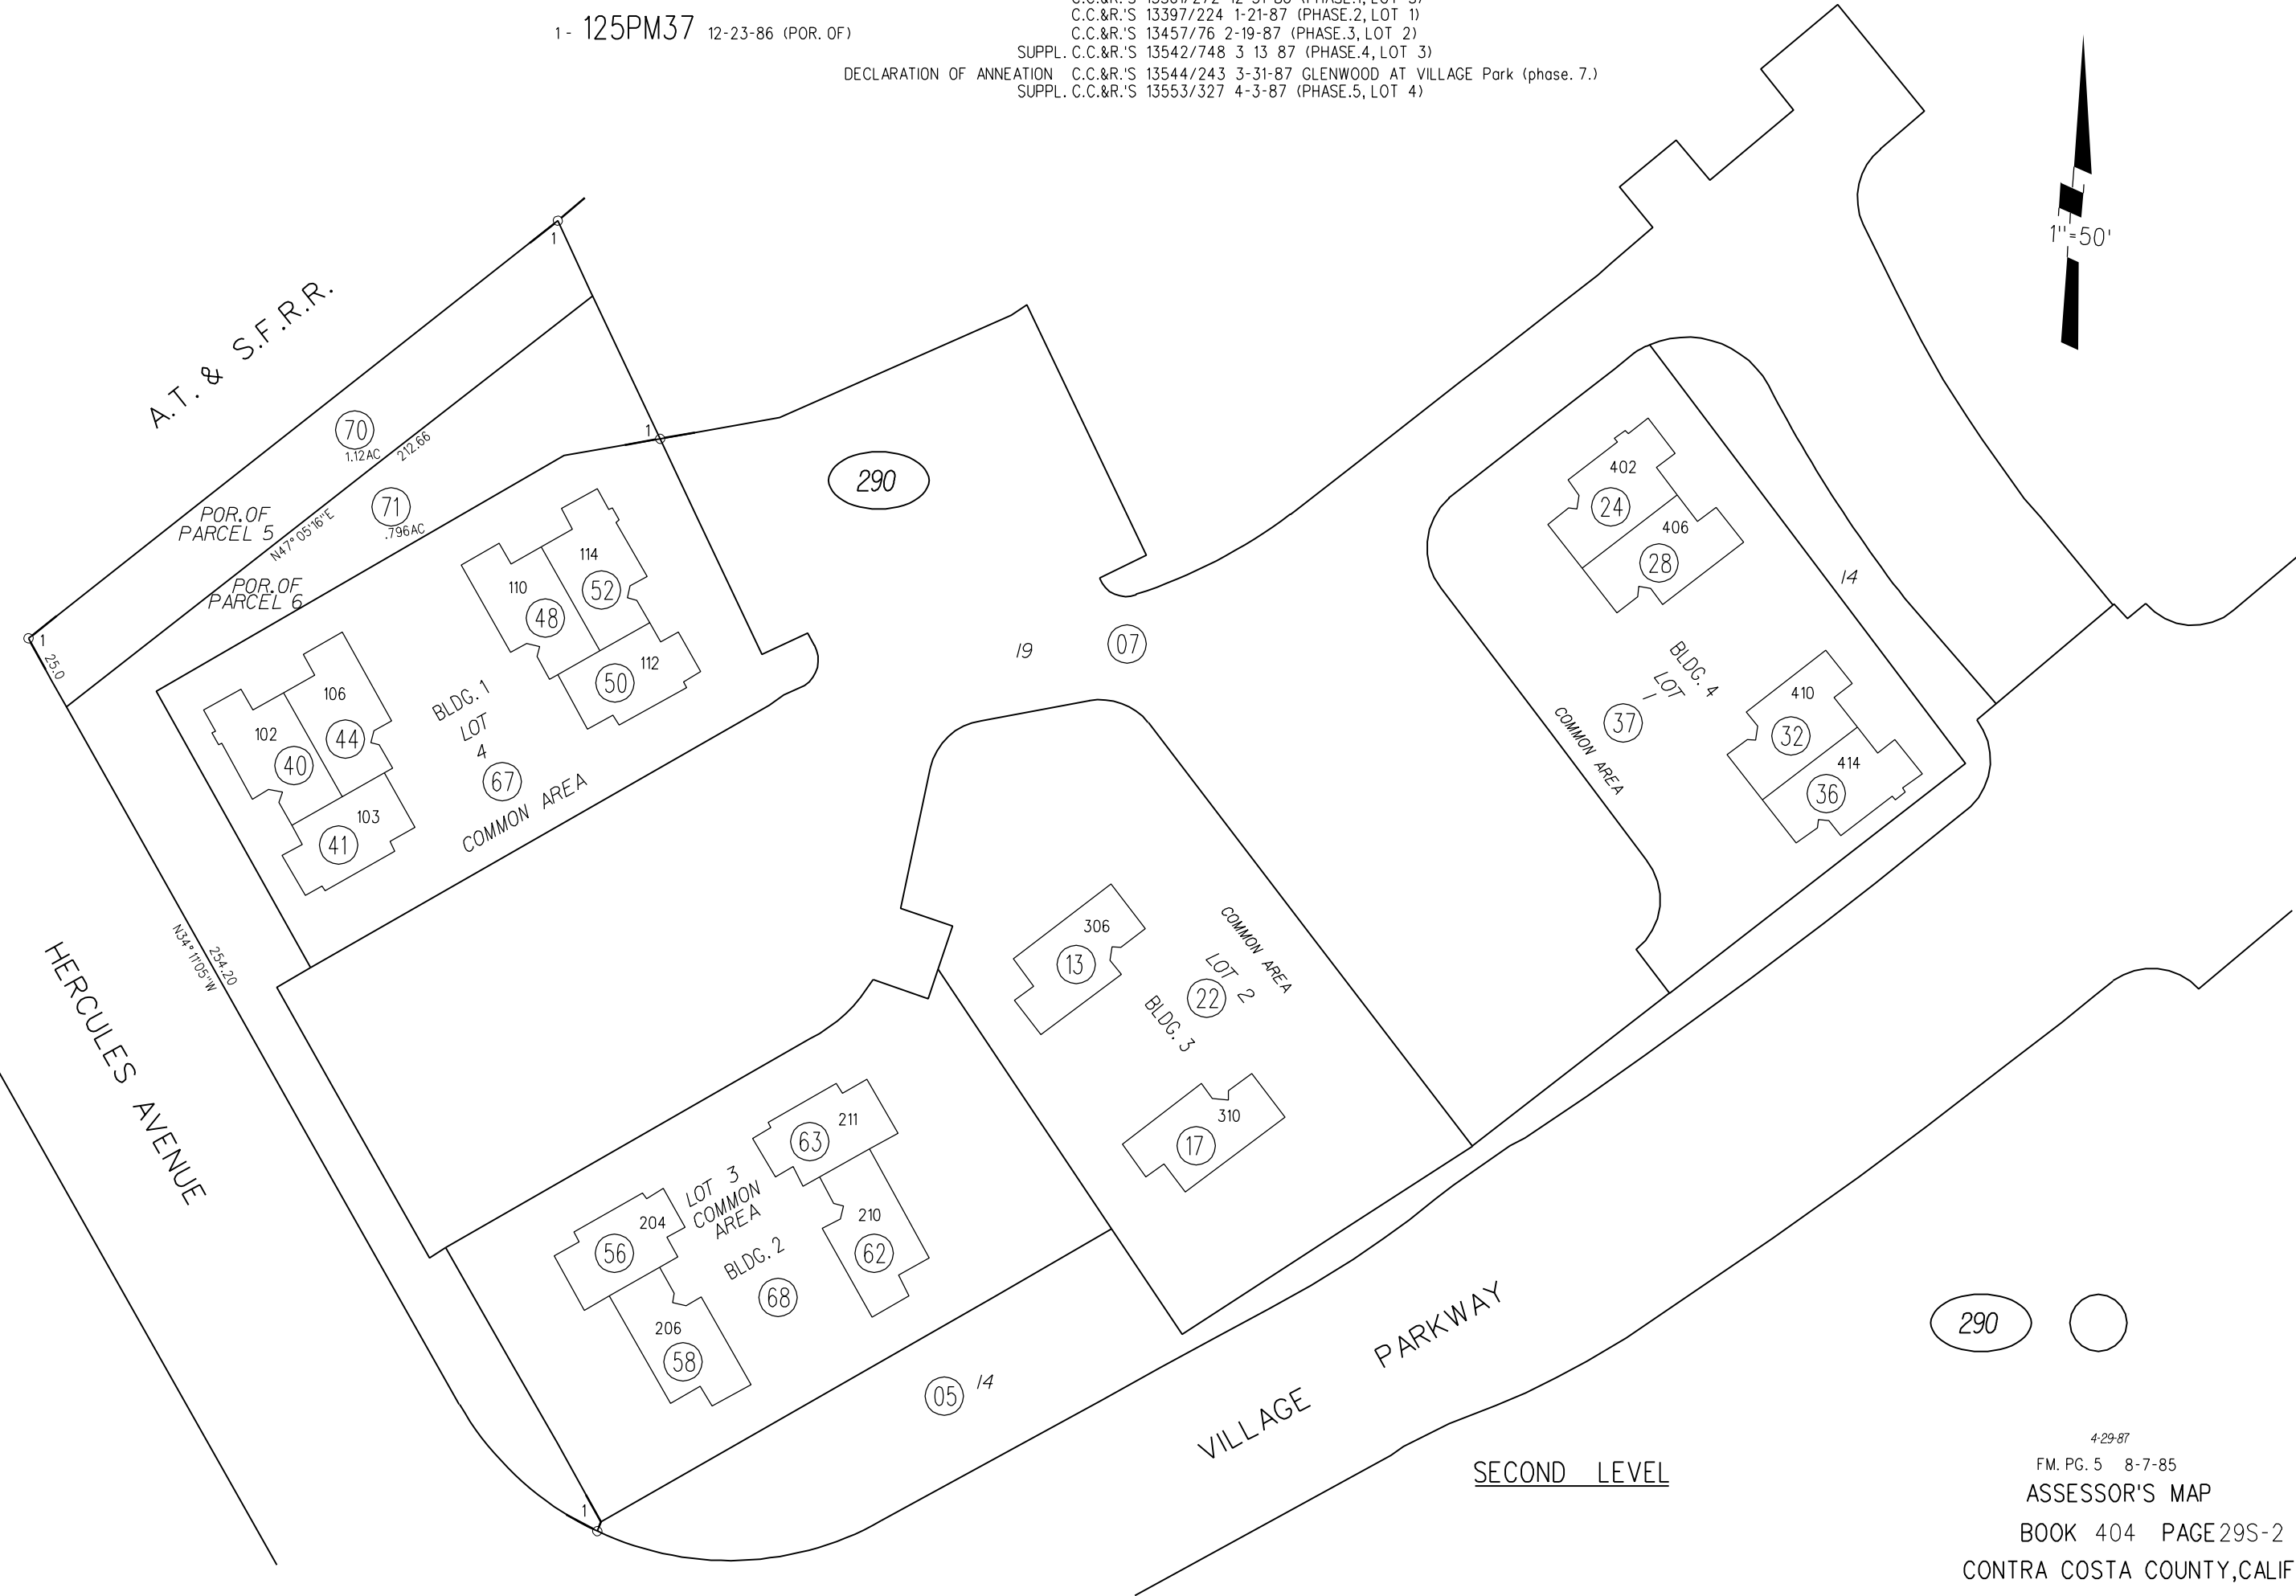 1 - 125PM37 12-23-86 (POR. OF)
C.C.&R.'S 13397/224 1-21-87 (PHASE.2, LOT 1)
C.C.&R.'S 13457/76 2-19-87 (PHASE.3, LOT 2)
SUPPL. C.C.&R.'S 13542/748 3 13 87 (PHASE.4, LOT 3)
DECLARATION OF ANNEATION C.C.&R.'S 13544/243 3-31-87 GLENWOOD AT VILLAGE Park (phase. 7.)
SUPPL. C.C.&R.'S 13553/327 4-3-87 (PHASE.5, LOT 4)
1"=50'
A.T. & S.F.R.R.
1
1
1
25.0
70
1.12AC
212.66
N47° 05'16"E
71
.796AC
POR. OF
PARCEL 5
POR. OF
PARCEL 6
290
110
48
114
52
112
50
106
44
102
40
103
41
BLDG. 1
LOT
4
67
COMMON AREA
19
07
402
24
406
28
14
BLDG. 4
LOT
1
37
COMMON AREA
410
32
414
36
306
13
COMMON AREA
LOT 2
22
BLDG. 3
310
17
N34° 11'05"W
254.20
HERCULES AVENUE
211
63
LOT 3
COMMON
AREA
204
56
210
62
BLDG. 2
68
206
58
05
14
1
VILLAGE PARKWAY
290
SECOND LEVEL
4-29-87
FM. PG. 5 8-7-85
ASSESSOR'S MAP
BOOK 404 PAGE 29S-2
CONTRA COSTA COUNTY, CALIF